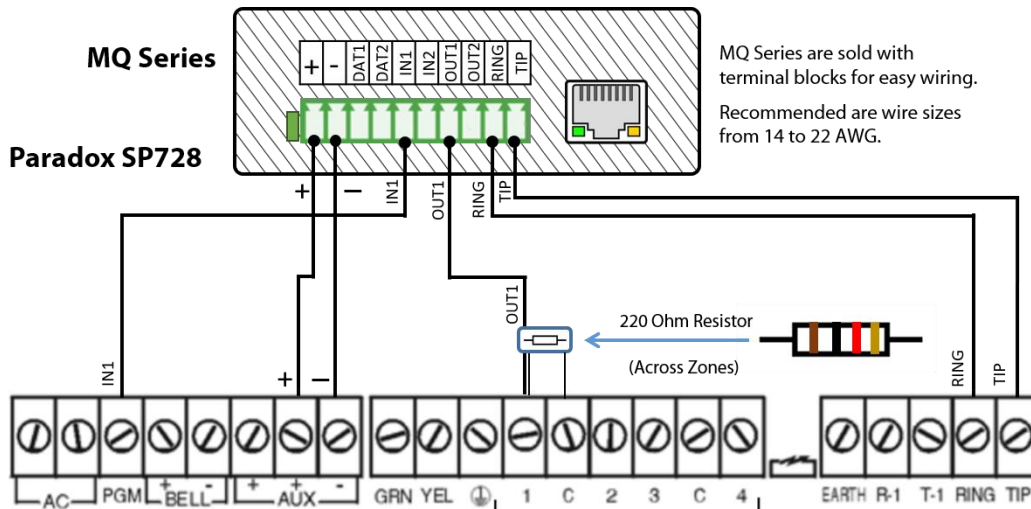 MQ Series
+ - DAT1 DAT2 IN1 IN2 OUT1 OUT2 RING TIP
MQ Series are sold with
terminal blocks for easy wiring.
Recommended are wire sizes
from 14 to 22 AWG.
Paradox SP728
+ − IN1 OUT1 RING TIP
OUT1
220 Ohm Resistor
(Across Zones)
IN1 + − RING TIP
AC PGM + BELL - + + AUX - GRN YEL 1 C 2 3 C 4 EARTH R-1 T-1 RING TIP